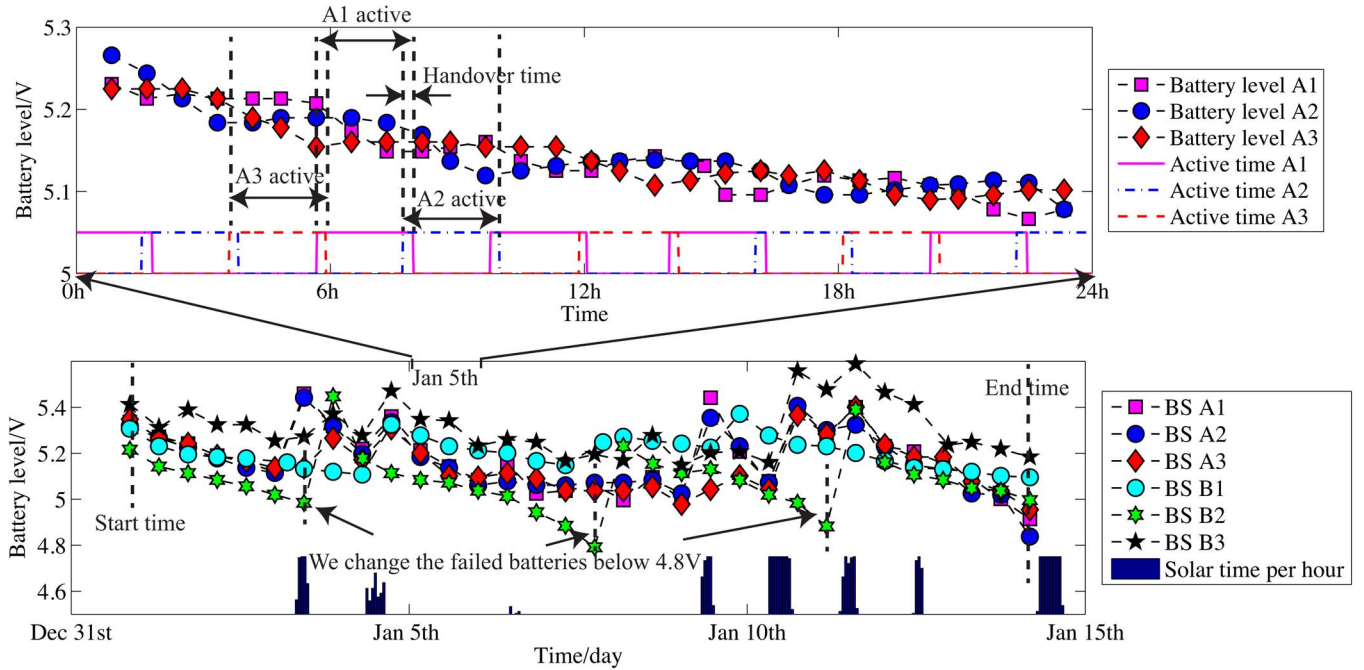 A1 active
5.3
Handover time
5.2
Battery level/V
5.1
A3 active
A2 active
5
0h
6h
12h
18h
24h
Time
Battery level A1
Battery level A2
Battery level A3
Active time A1
Active time A2
Active time A3
Jan 5th
End time
5.4
5.2
5
4.8
4.6
Battery level/V
Start time
We change the failed batteries below 4.8V
Dec 31st
Jan 5th
Jan 10th
Jan 15th
Time/day
BS A1
BS A2
BS A3
BS B1
BS B2
BS B3
Solar time per hour